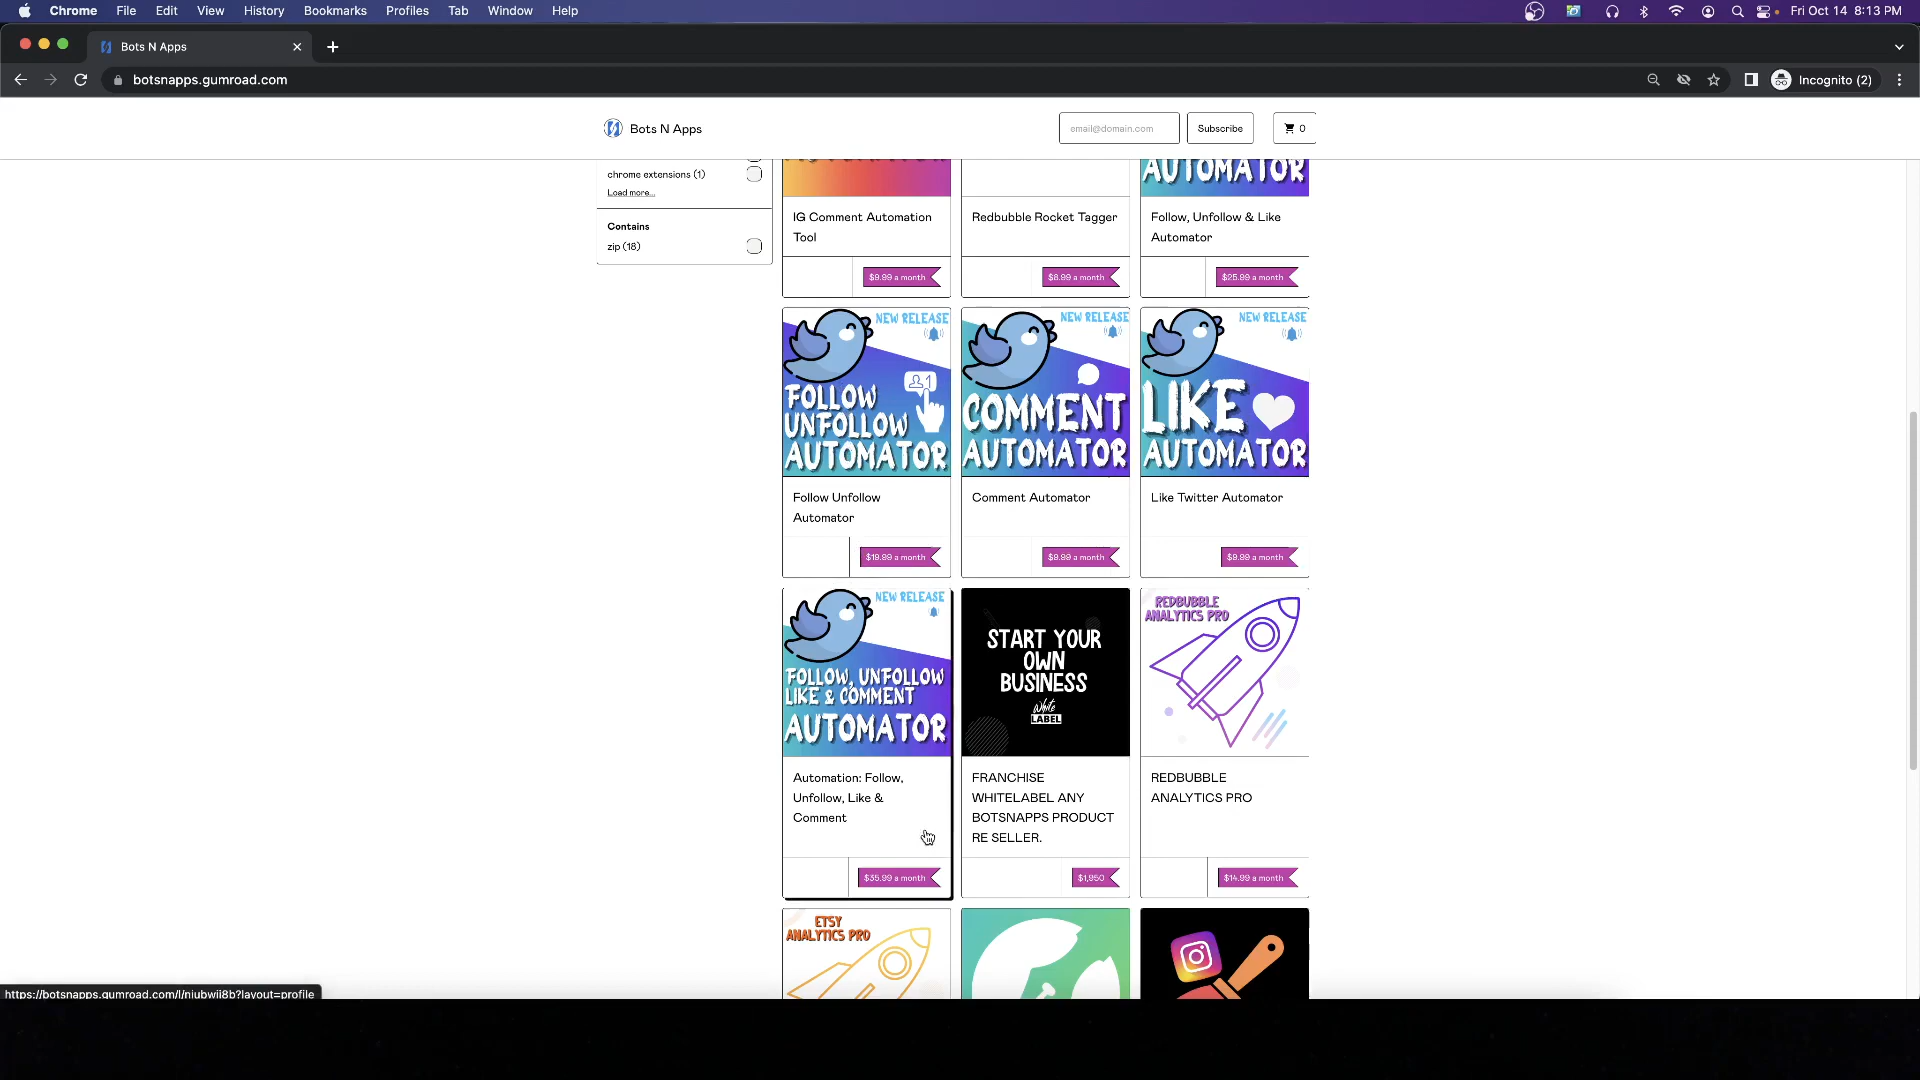 Chrome File Edit View History Bookmarks Profiles Tab Window Help Fri Oct 14 8:13 PM
Bots N Apps
botsnapps.gumroad.com Incognito (2)
Bots N Apps email@domain.com Subscribe 0
chrome extensions (1)
Load more...
Contains
zip (18)
AUTOMATOR
IG Comment Automation
Tool
$9.99 a month
Redbubble Rocket Tagger
$8.99 a month
Follow, Unfollow & Like
Automator
$25.99 a month
NEW RELEASE
FOLLOW
UNFOLLOW
AUTOMATOR
1
Follow Unfollow
Automator
$19.99 a month
NEW RELEASE
COMMENT
AUTOMATOR
Comment Automator
$9.99 a month
NEW RELEASE
LIKE
AUTOMATOR
Like Twitter Automator
$9.99 a month
NEW RELEASE
FOLLOW, UNFOLLOW
LIKE & COMMENT
AUTOMATOR
Automation: Follow,
Unfollow, Like &
Comment
$35.99 a month
START YOUR
OWN
BUSINESS
White
LABEL
FRANCHISE
WHITELABEL ANY
BOTSNAPPS PRODUCT
RE SELLER.
$1,950
REDBUBBLE
ANALYTICS PRO
REDBUBBLE
ANALYTICS PRO
$14.99 a month
ETSY
ANALYTICS PRO
https://botsnapps.gumroad.com/l/niubwii8b?layout=profile